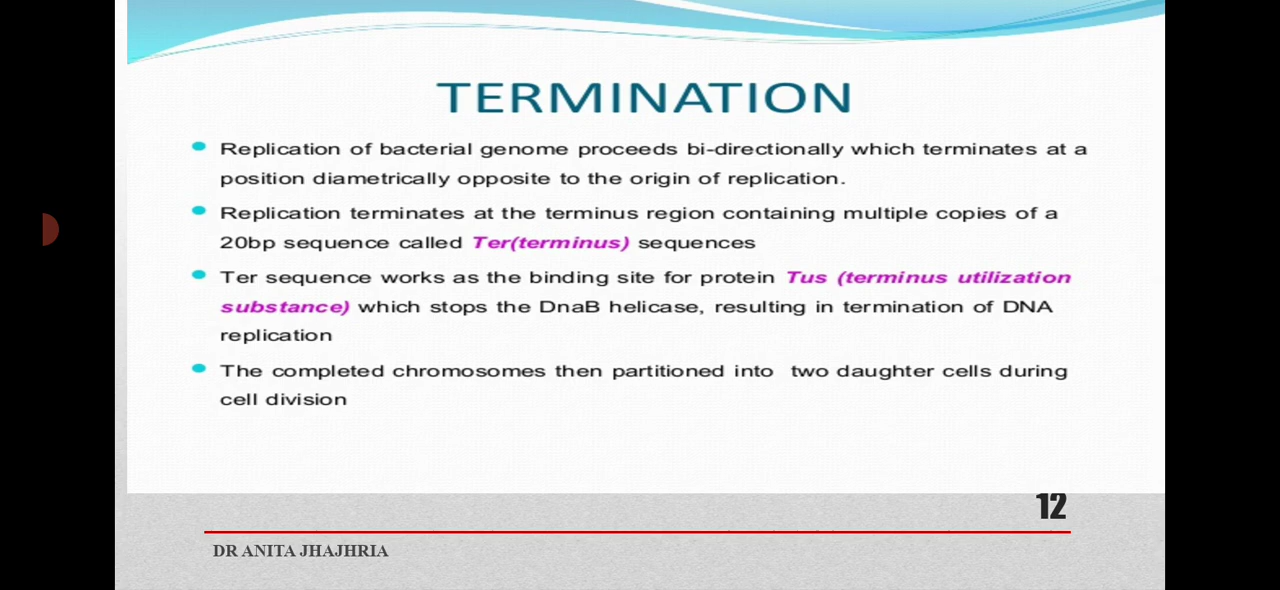 TERMINATION
Replication of bacterial genome proceeds bi-directionally which terminates at a
position diametrically opposite to the origin of replication.
Replication terminates at the terminus region containing multiple copies of a
20bp sequence called Ter(terminus) sequences
Ter sequence works as the binding site for protein Tus (terminus utilization
substance) which stops the DnaB helicase, resulting in termination of DNA
replication
The completed chromosomes then partitioned into two daughter cells during
cell division
12
DR ANITA JHAJHRIA